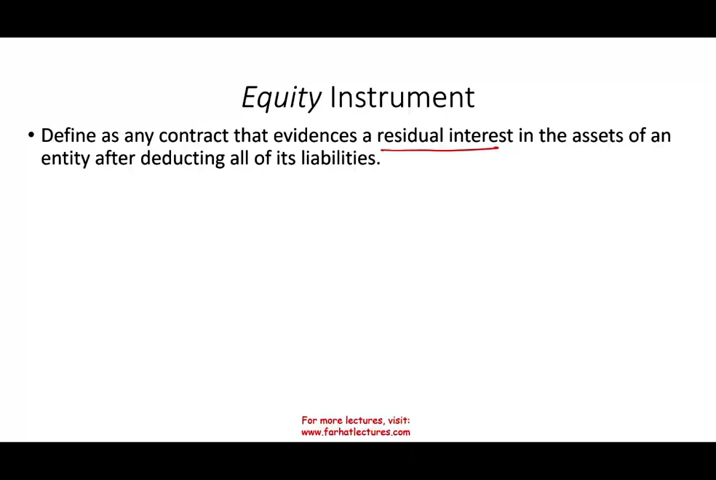 Equity Instrument
• Define as any contract that evidences a residual interest in the assets of an
entity after deducting all of its liabilities.
For more lectures, visit:
www.farhatlectures.com